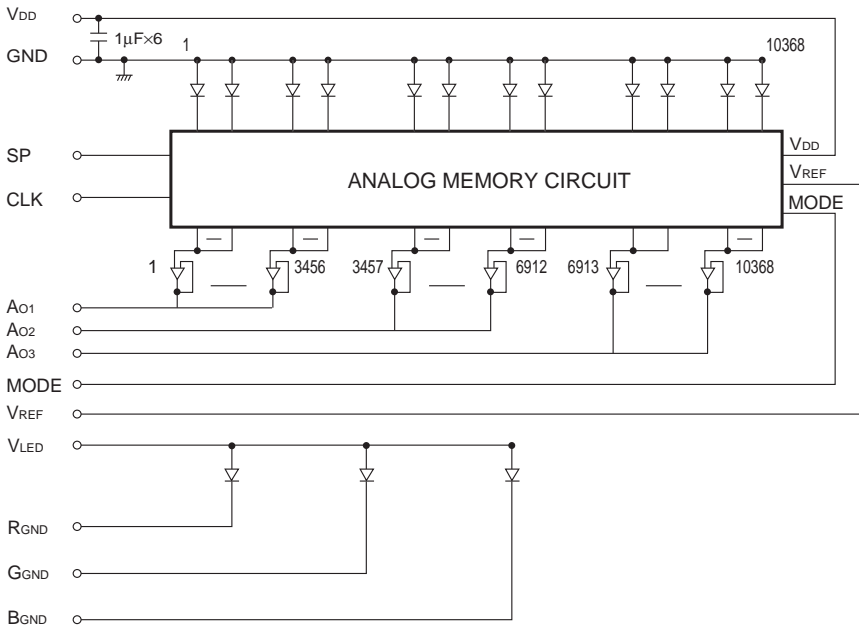 VDD
1µF×6
GND
1
10368
SP
CLK
ANALOG MEMORY CIRCUIT
VDD
VREF
MODE
1
3456
3457
6912
6913
10368
AO1
AO2
AO3
MODE
VREF
VLED
RGND
GGND
BGND